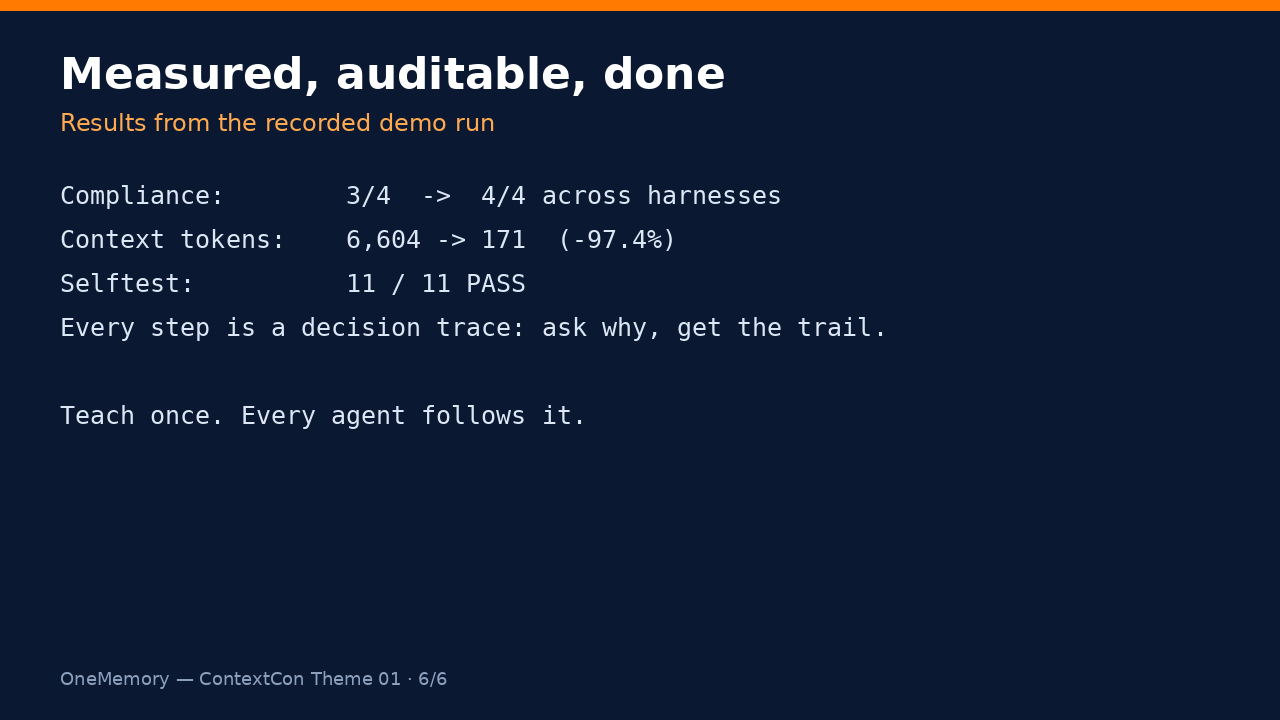 Measured, auditable, done
Results from the recorded demo run
Compliance:        3/4  ->  4/4 across harnesses
Context tokens:    6,604 -> 171  (-97.4%)
Selftest:          11 / 11 PASS
Every step is a decision trace: ask why, get the trail.
Teach once. Every agent follows it.
OneMemory — ContextCon Theme 01 · 6/6